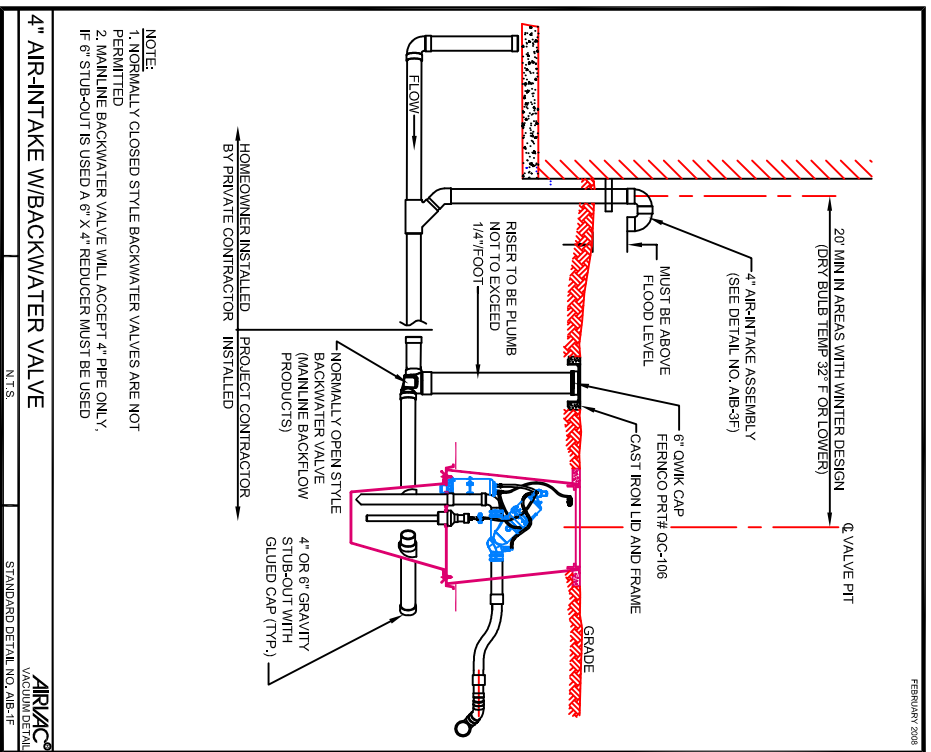 FEBRUARY 2008
20' MIN IN AREAS WITH WINTER DESIGN
(DRY BULB TEMP 32° F OR LOWER)
℄ VALVE PIT
4" AIR-INTAKE ASSEMBLY
(SEE DETAIL NO. AIB-3F)
MUST BE ABOVE
FLOOD LEVEL
6" QWIK CAP
FERNCO PRT# QC-106
CAST IRON LID AND FRAME
GRADE
RISER TO BE PLUMB
NOT TO EXCEED
1/4"/FOOT
FLOW
NORMALLY OPEN STYLE
BACKWATER VALVE
(MAINLINE BACKFLOW
PRODUCTS)
4" OR 6" GRAVITY
STUB-OUT WITH
GLUED CAP (TYP.)
HOMEOWNER INSTALLED
BY PRIVATE CONTRACTOR
PROJECT CONTRACTOR
INSTALLED
NOTE:
1. NORMALLY CLOSED STYLE BACKWATER VALVES ARE NOT
PERMITTED
2. MAINLINE BACKWATER VALVE WILL ACCEPT 4" PIPE ONLY,
IF 6" STUB-OUT IS USED A 6" X 4" REDUCER MUST BE USED
4" AIR-INTAKE W/BACKWATER VALVE
AIRVAC®
VACUUM DETAIL
N.T.S.
STANDARD DETAIL NO. AIB-1F